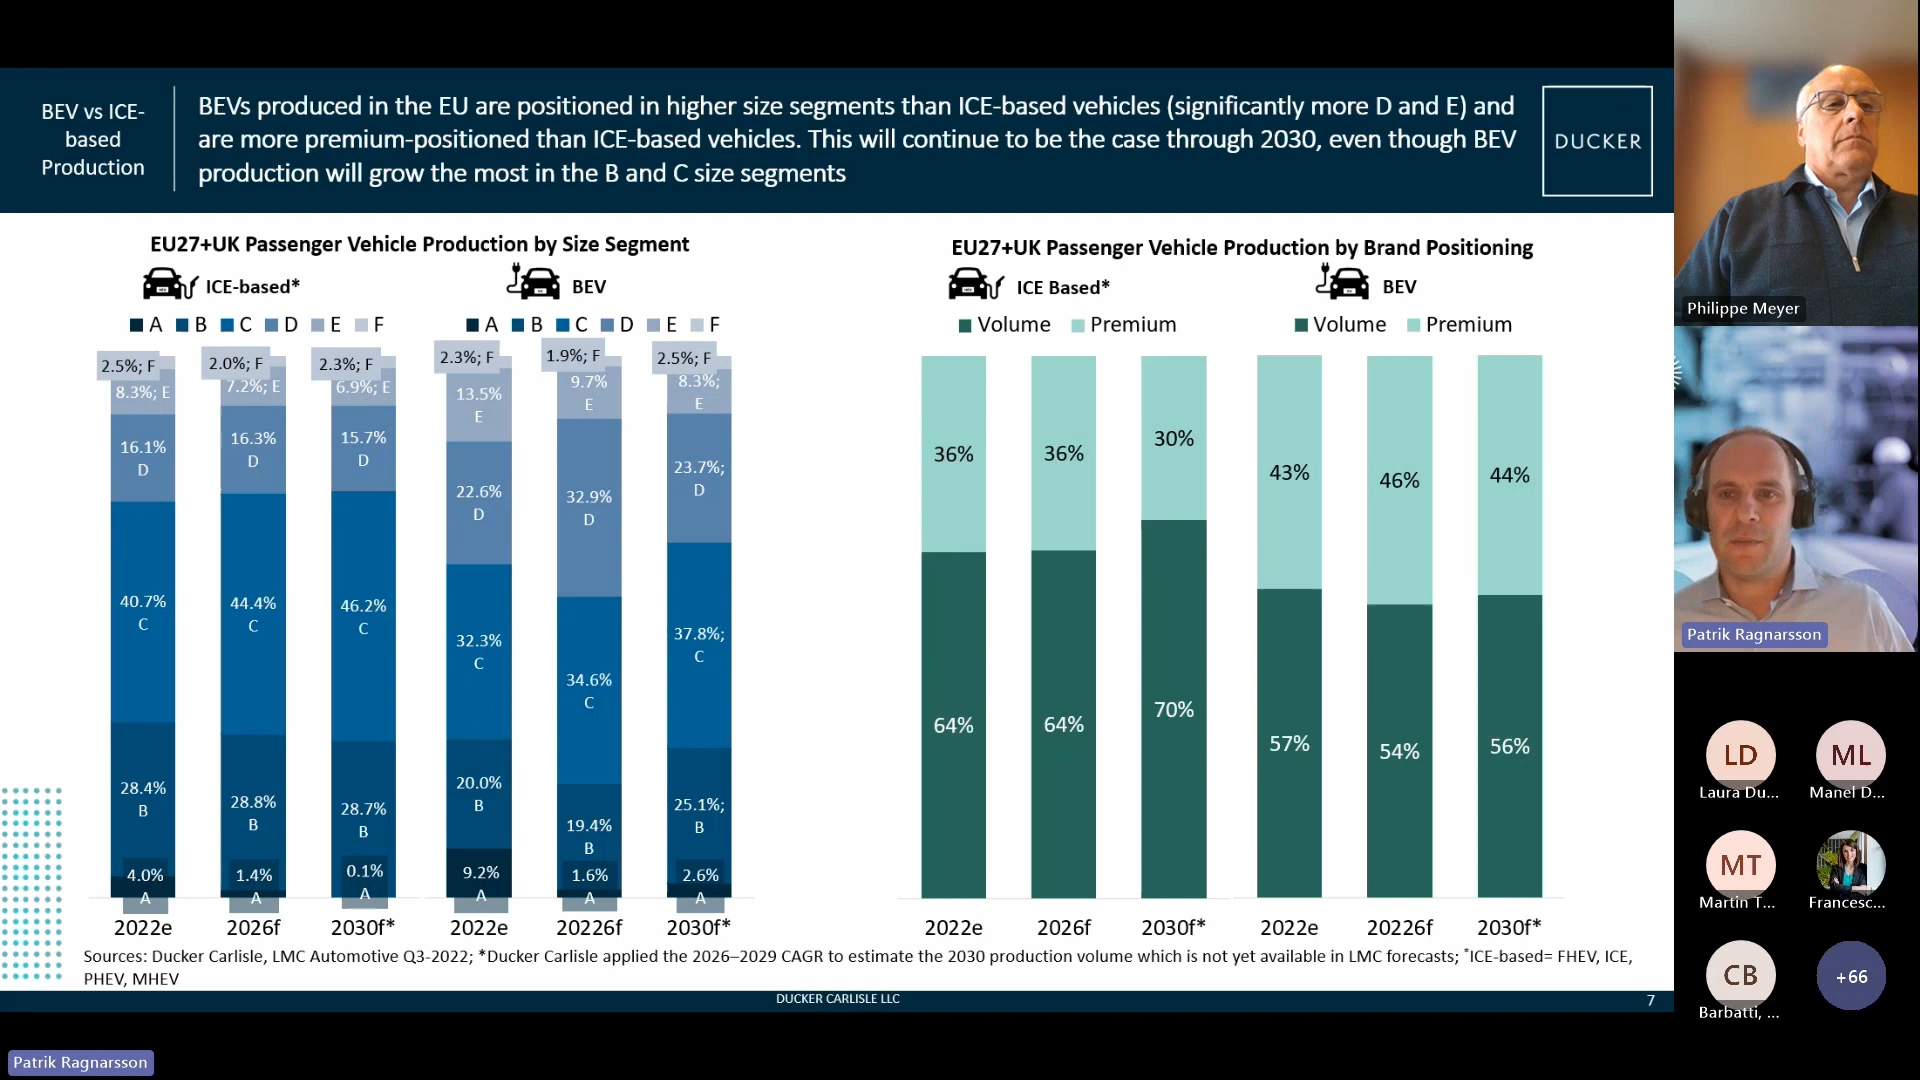 BEV vs ICE-
based
Production
BEVs produced in the EU are positioned in higher size segments than ICE-based vehicles (significantly more D and E) and
are more premium-positioned than ICE-based vehicles. This will continue to be the case through 2030, even though BEV
production will grow the most in the B and C size segments
DUCKER
EU27+UK Passenger Vehicle Production by Size Segment
ICE-based*
BEV
A B C D E F
A B C D E F
2.5%; F
8.3%; E
16.1%
D
40.7%
C
28.4%
B
4.0%
A
2022e
2.0%; F
7.2%; E
16.3%
D
44.4%
C
28.8%
B
1.4%
A
2026f
2.3%; F
6.9%; E
15.7%
D
46.2%
C
28.7%
B
0.1%
A
2030f*
2.3%; F
13.5%
E
22.6%
D
32.3%
C
20.0%
B
9.2%
A
2022e
1.9%; F
9.7%
E
32.9%
D
34.6%
C
19.4%
B
1.6%
A
20226f
2.5%; F
8.3%;
E
23.7%;
D
37.8%;
C
25.1%;
B
2.6%
A
2030f*
EU27+UK Passenger Vehicle Production by Brand Positioning
ICE Based*
BEV
Volume Premium
Volume Premium
36%
64%
2022e
36%
64%
2026f
30%
70%
2030f*
43%
57%
2022e
46%
54%
20226f
44%
56%
2030f*
Sources: Ducker Carlisle, LMC Automotive Q3-2022; *Ducker Carlisle applied the 2026–2029 CAGR to estimate the 2030 production volume which is not yet available in LMC forecasts; *ICE-based= FHEV, ICE,
PHEV, MHEV
DUCKER CARLISLE LLC
7
Philippe Meyer
Patrik Ragnarsson
LD
Laura Du...
ML
Manel D...
MT
Martin T...
Francesc...
CB
Barbatti, ...
+66
Patrik Ragnarsson